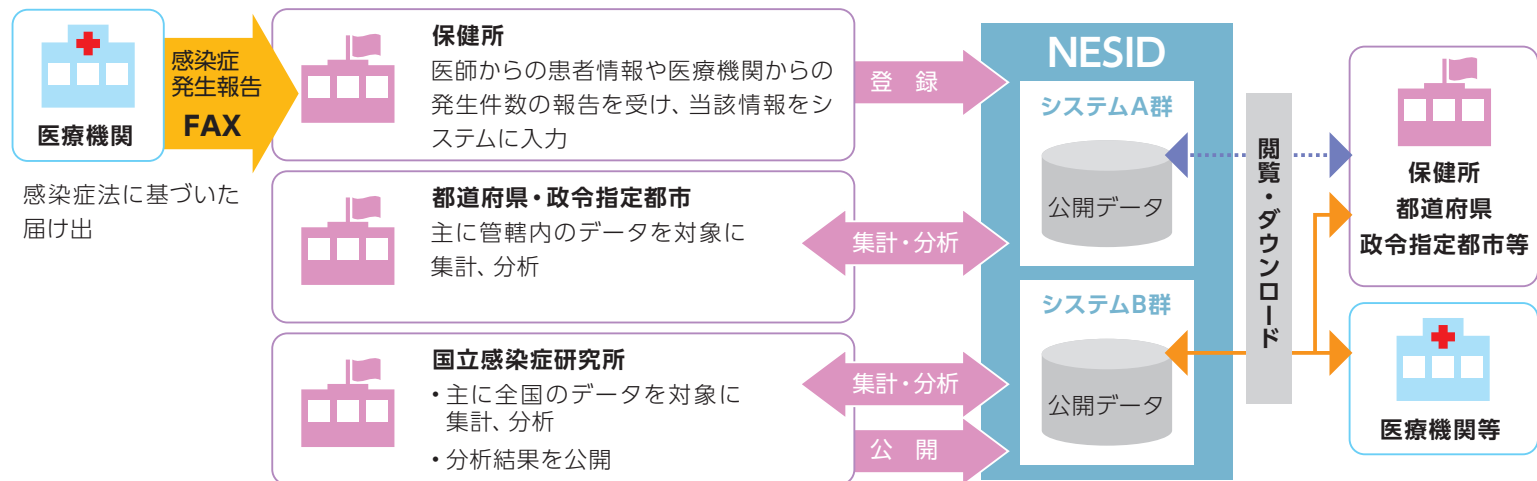 医療機関
感染症
発生報告
FAX
感染症法に基づいた
届け出
保健所
医師からの患者情報や医療機関からの
発生件数の報告を受け、当該情報をシ
ステムに入力
登 録
都道府県・政令指定都市
主に管轄内のデータを対象に
集計、分析
集計・分析
国立感染症研究所
・主に全国のデータを対象に
集計、分析
・分析結果を公開
集計・分析
公 開
NESID
システムA群
公開データ
システムB群
公開データ
閲覧・ダウンロード
保健所
都道府県
政令指定都市等
医療機関等